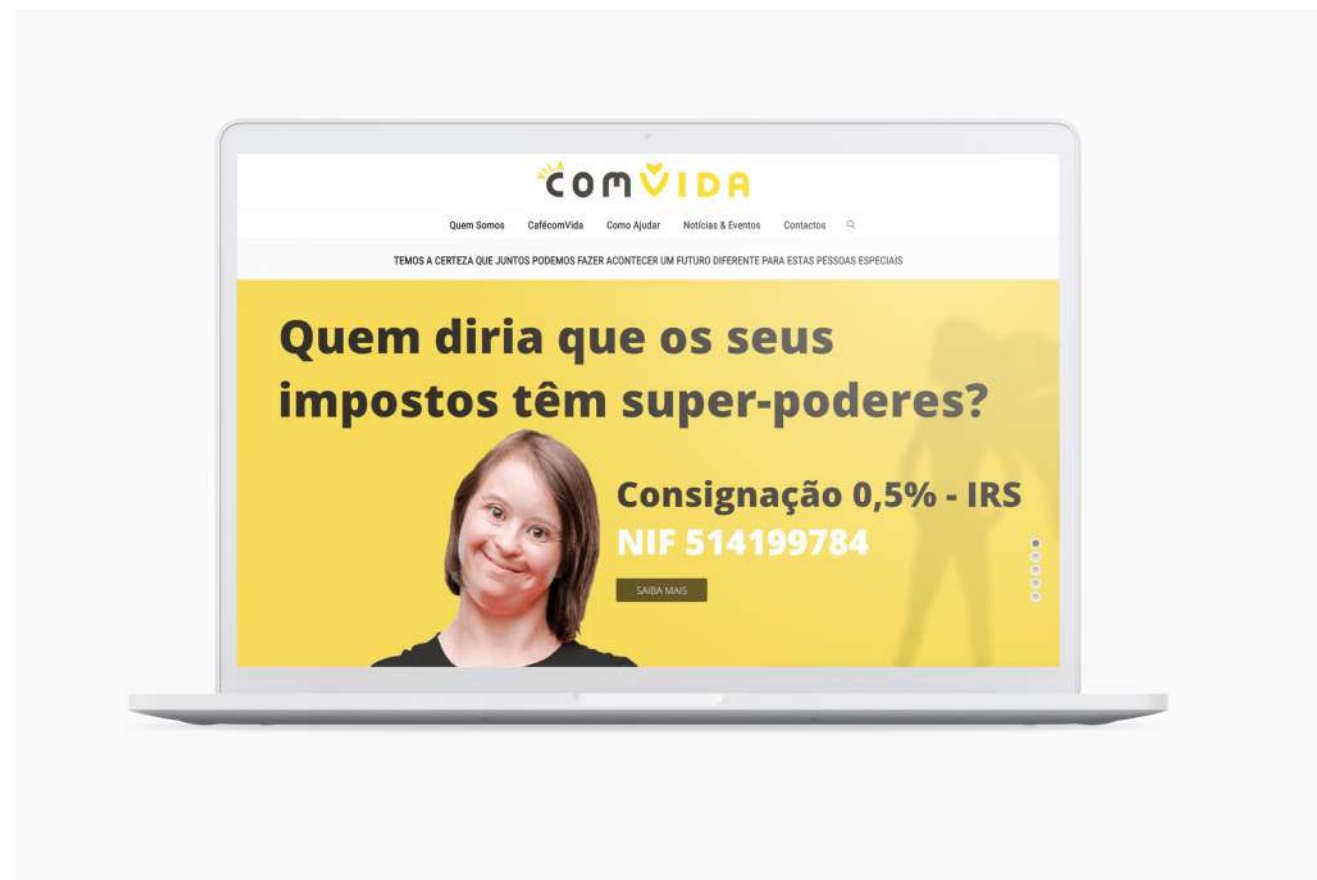 VILA
COMVIDA
Quem Somos CafécomVida Como Ajudar Notícias & Eventos Contactos
TEMOS A CERTEZA QUE JUNTOS PODEMOS FAZER ACONTECER UM FUTURO DIFERENTE PARA ESTAS PESSOAS ESPECIAIS
Quem diria que os seus
impostos têm super-poderes?
Consignação 0,5% - IRS
NIF 514199784
SAIBA MAIS